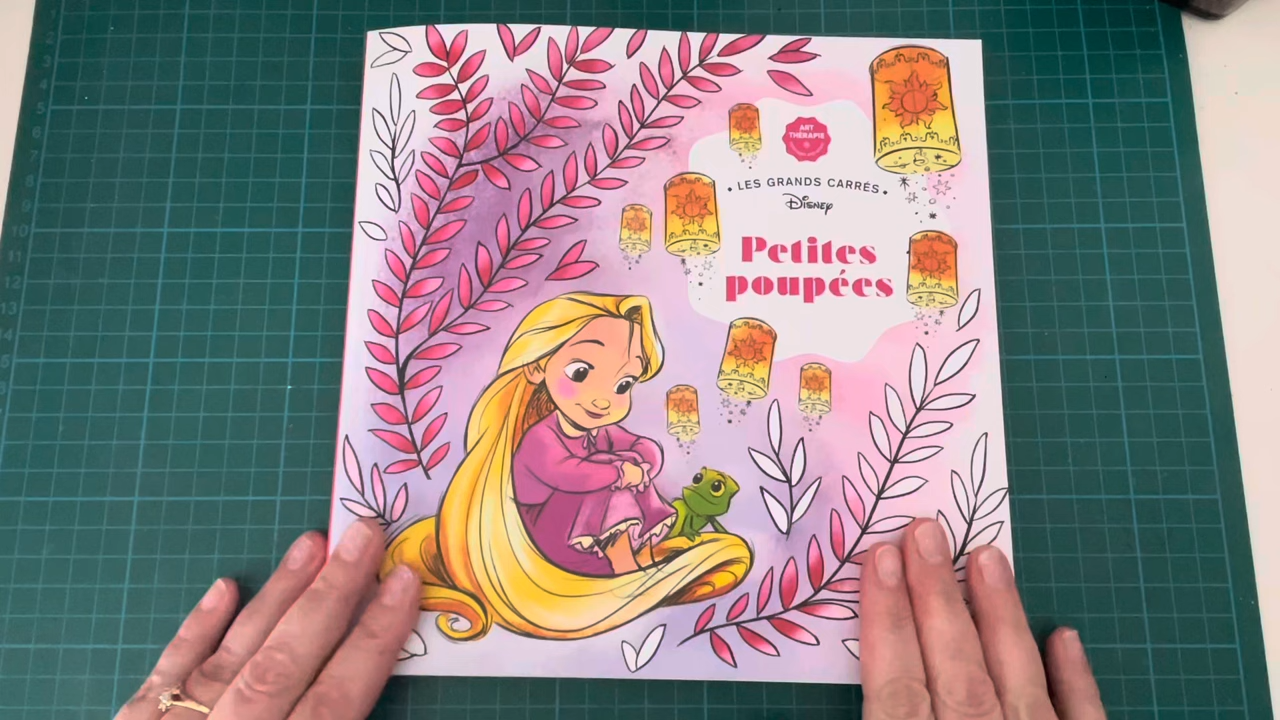 ART
THÉRAPIE
LES GRANDS CARRÉS
Disney
Petites
poupées